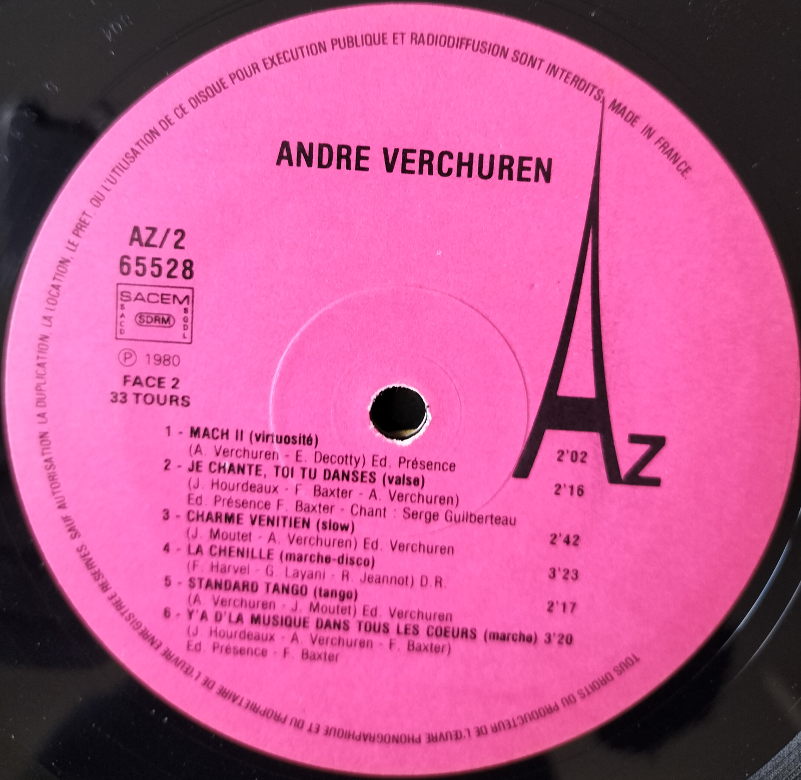 TOUS DROITS DU PRODUCTEUR DE L'ŒUVRE PHONOGRAPHIQUE ET DU PROPRIETAIRE DE L'ŒUVRE ENREGISTREE RESERVES SAUF AUTORISATION. LA DUPLICATION, LA LOCATION, LE PRET OU L'UTILISATION DE CE DISQUE POUR EXECUTION PUBLIQUE ET RADIODIFFUSION SONT INTERDITS. MADE IN FRANCE.
ANDRE VERCHUREN
AZ/2
65528
SACEM
SACD
SDRM
SGDL
Ⓟ 1980
FACE 2
33 TOURS
AZ
1 - MACH II (virtuosité)
(A. Verchuren - E. Decotty) Ed. Présence 2'02
2 - JE CHANTE, TOI TU DANSES (valse)
(J. Hourdeaux - F. Baxter - A. Verchuren) 2'16
Ed. Présence F. Baxter - Chant : Serge Guilberteau
3 - CHARME VENITIEN (slow)
(J. Moutet - A. Verchuren) Ed. Verchuren 2'42
4 - LA CHENILLE (marche-disco)
(F. Harvel - G. Layani - R. Jeannot) D.R. 3'23
5 - STANDARD TANGO (tango)
(A. Verchuren - J. Moutet) Ed. Verchuren 2'17
6 - Y'A D'LA MUSIQUE DANS TOUS LES COEURS (marche) 3'20
(J. Hourdeaux - A. Verchuren - F. Baxter)
Ed. Présence - F. Baxter